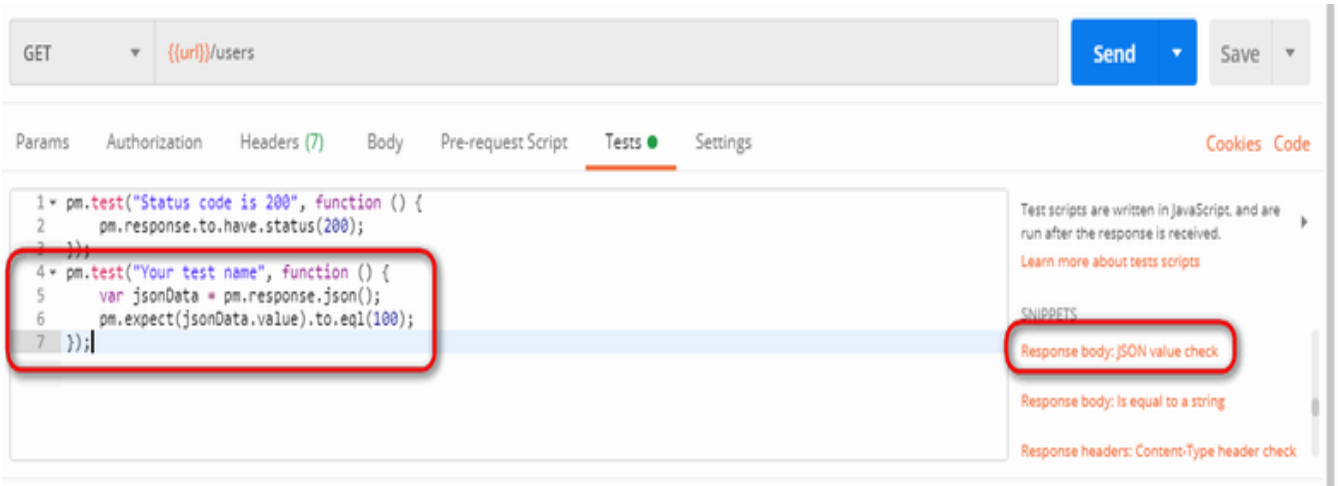 GET {{url}}/users Send Save
Params Authorization Headers (7) Body Pre-request Script Tests Settings Cookies Code
1 pm.test("Status code is 200", function () {
2 pm.response.to.have.status(200);
3 });
4 pm.test("Your test name", function () {
5 var jsonData = pm.response.json();
6 pm.expect(jsonData.value).to.eql(100);
7 });
Test scripts are written in JavaScript, and are
run after the response is received.
Learn more about tests scripts
SNIPPETS
Response body: JSON value check
Response body: Is equal to a string
Response headers: Content-Type header check